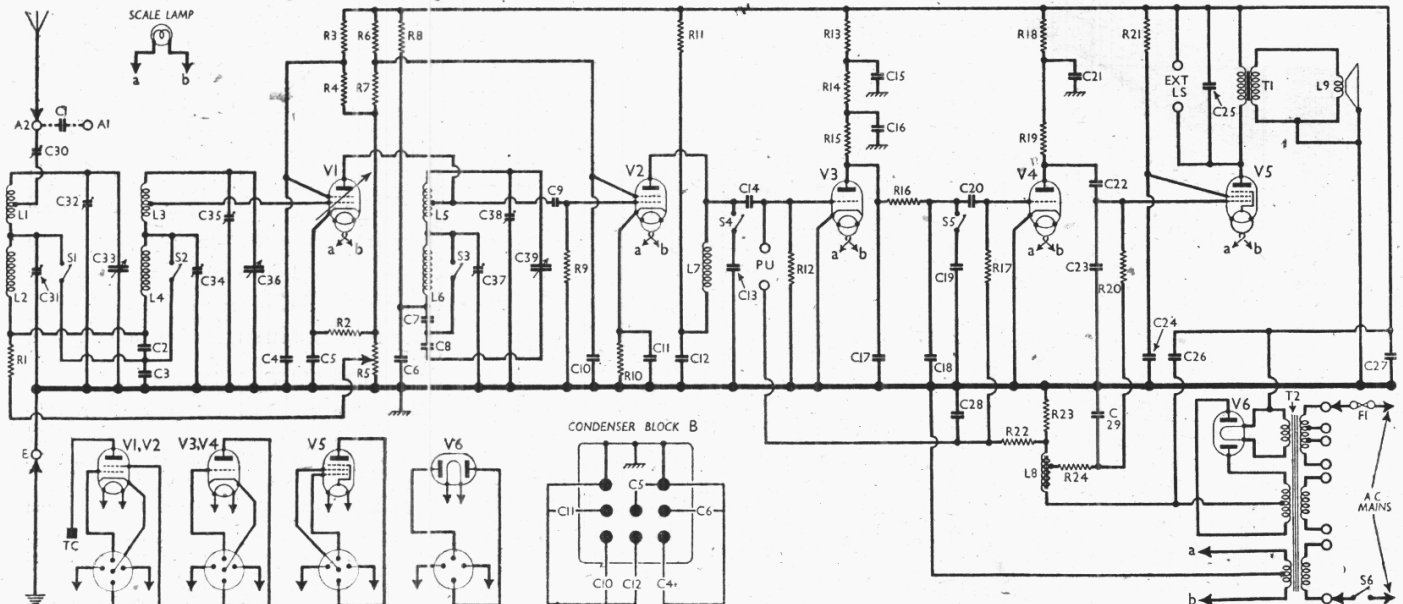 SCALE LAMP
a b
A2 C1 A1
C30
R3 R6 R8 R11 R13 R18 R21
R4 R7 R14 C15 C21 EXT LS C25 T1 L9
R15 C16 R19
L1 C32 L3 C35 V1 L5 C38 C9 V2 C14 V3 R16 C20 V4 C22 V5
a b a b a b a b a b
S1 C33 S2 C34 C36 S3 C37 C39 R9 L7 S4 PU R12 S5 C19 R17 C23 R20
L2 C31 L4 L6 C13
R1 C2 C3 C4 C5 R2 R5 C6 C7 C8 C10 R10 C11 C12 C17 C18 C24 C26 C27
C28 R23 C29
R22
L8 R24
V6 T2 F1
A C MAINS
a
b
S6
E
V1,V2 V3,V4 V5 V6
TC
CONDENSER BLOCK B
C5
C11 C6
C10 C12 C4